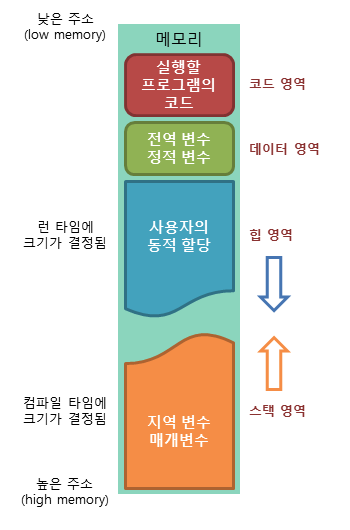 낮은 주소
(low memory)
메모리
실행할
프로그램의
코드
코드 영역
전역 변수
정적 변수
데이터 영역
런 타임에
크기가 결정됨
사용자의
동적 할당
힙 영역
컴파일 타임에
크기가 결정됨
지역 변수
매개변수
스택 영역
높은 주소
(high memory)